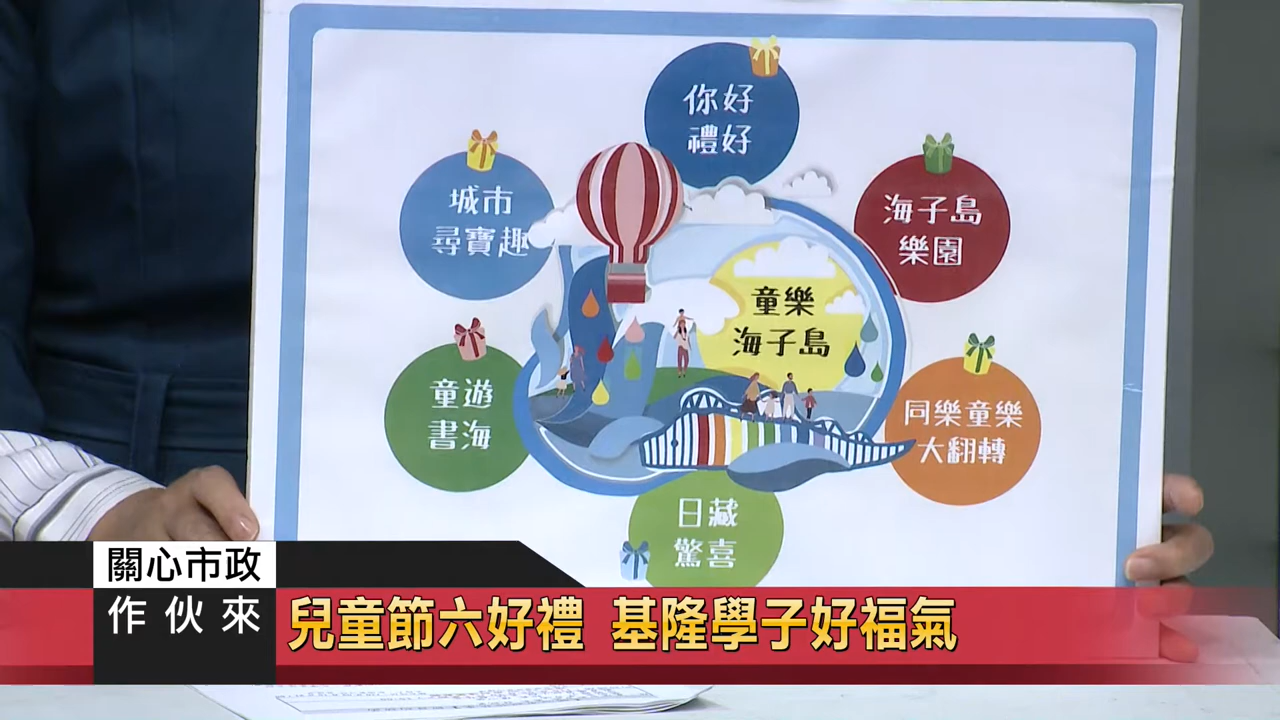 你好
禮好
城市
尋寶趣
海子島
樂園
童樂
海子島
童遊
書海
同樂童樂
大翻轉
日藏
驚喜
關心市政
作伙來
兒童節六好禮 基隆學子好福氣